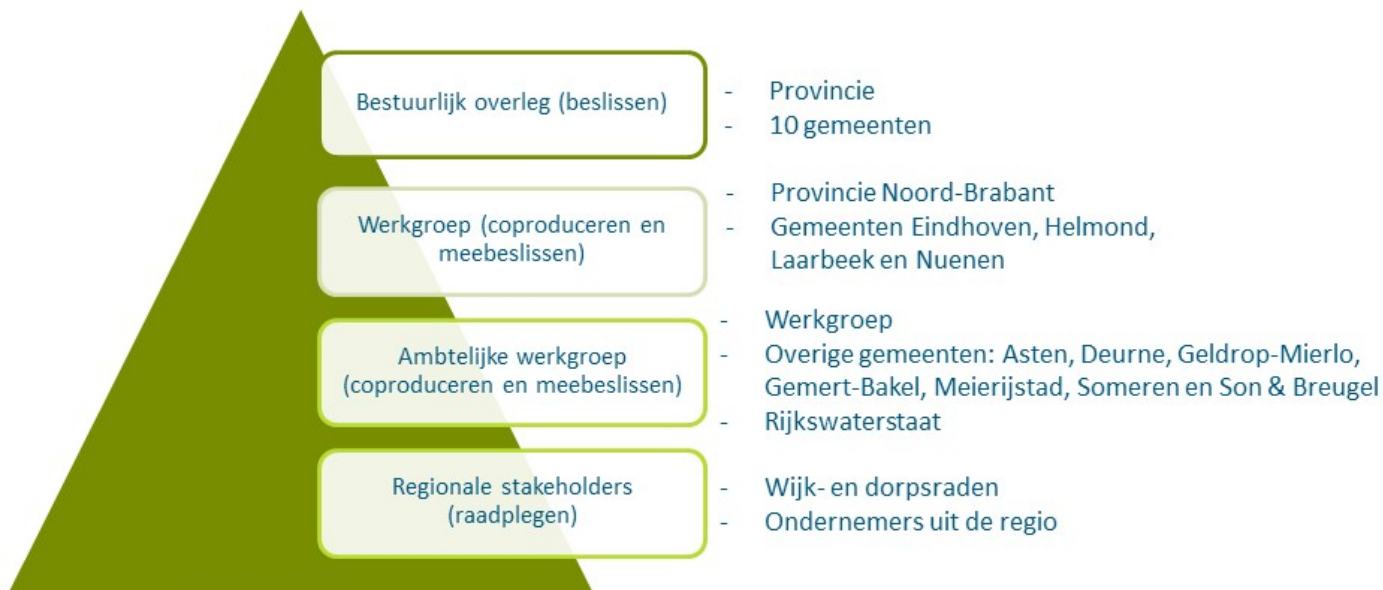 Bestuurlijk overleg (beslissen)
- Provincie
- 10 gemeenten
Werkgroep (coproduceren en
meebeslissen)
- Provincie Noord-Brabant
- Gemeenten Eindhoven, Helmond,
Laarbeek en Nuenen
Ambtelijke werkgroep
(coproduceren en meebeslissen)
- Werkgroep
- Overige gemeenten: Asten, Deurne, Geldrop-Mierlo,
Gemert-Bakel, Meierijstad, Someren en Son & Breugel
- Rijkswaterstaat
Regionale stakeholders
(raadplegen)
- Wijk- en dorpsraden
- Ondernemers uit de regio